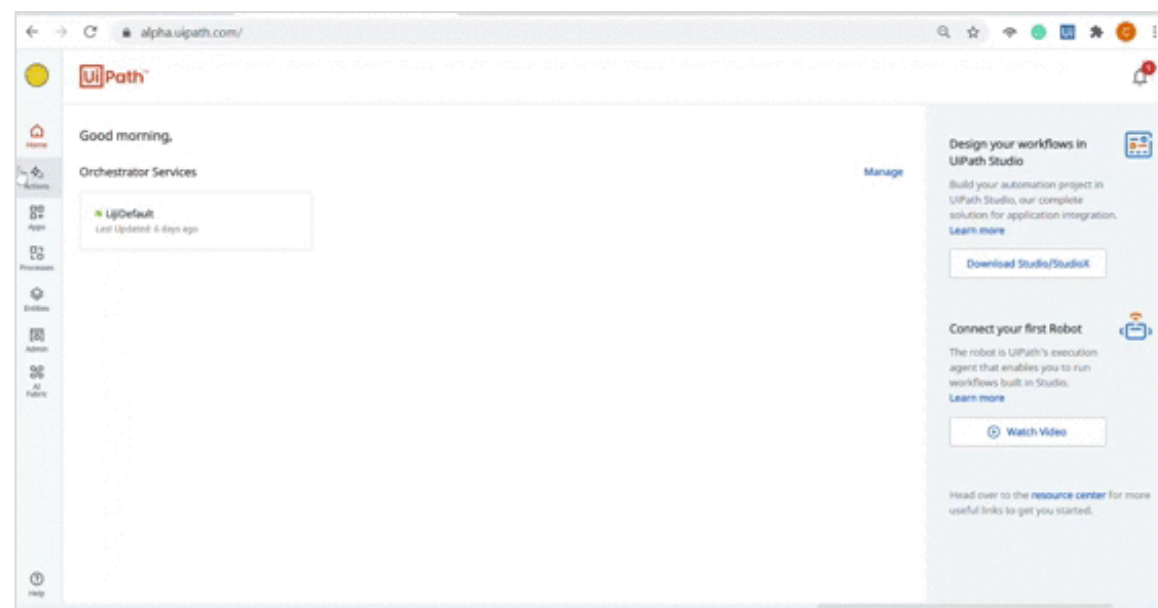 alpha.uipath.com/
UiPath
Home
Good morning,
Actions
Orchestrator Services
Manage
LijiDefault
Last Updated: 6 days ago
Apps
Processes
Entities
Admin
AI
Fabric
Help
Design your workflows in
UiPath Studio
Build your automation project in
UiPath Studio, our complete
solution for application integration.
Learn more
Download Studio/StudioX
Connect your first Robot
The robot is UiPath's execution
agent that enables you to run
workflows built in Studio.
Learn more
Watch Video
Head over to the resource center for more
useful links to get you started.